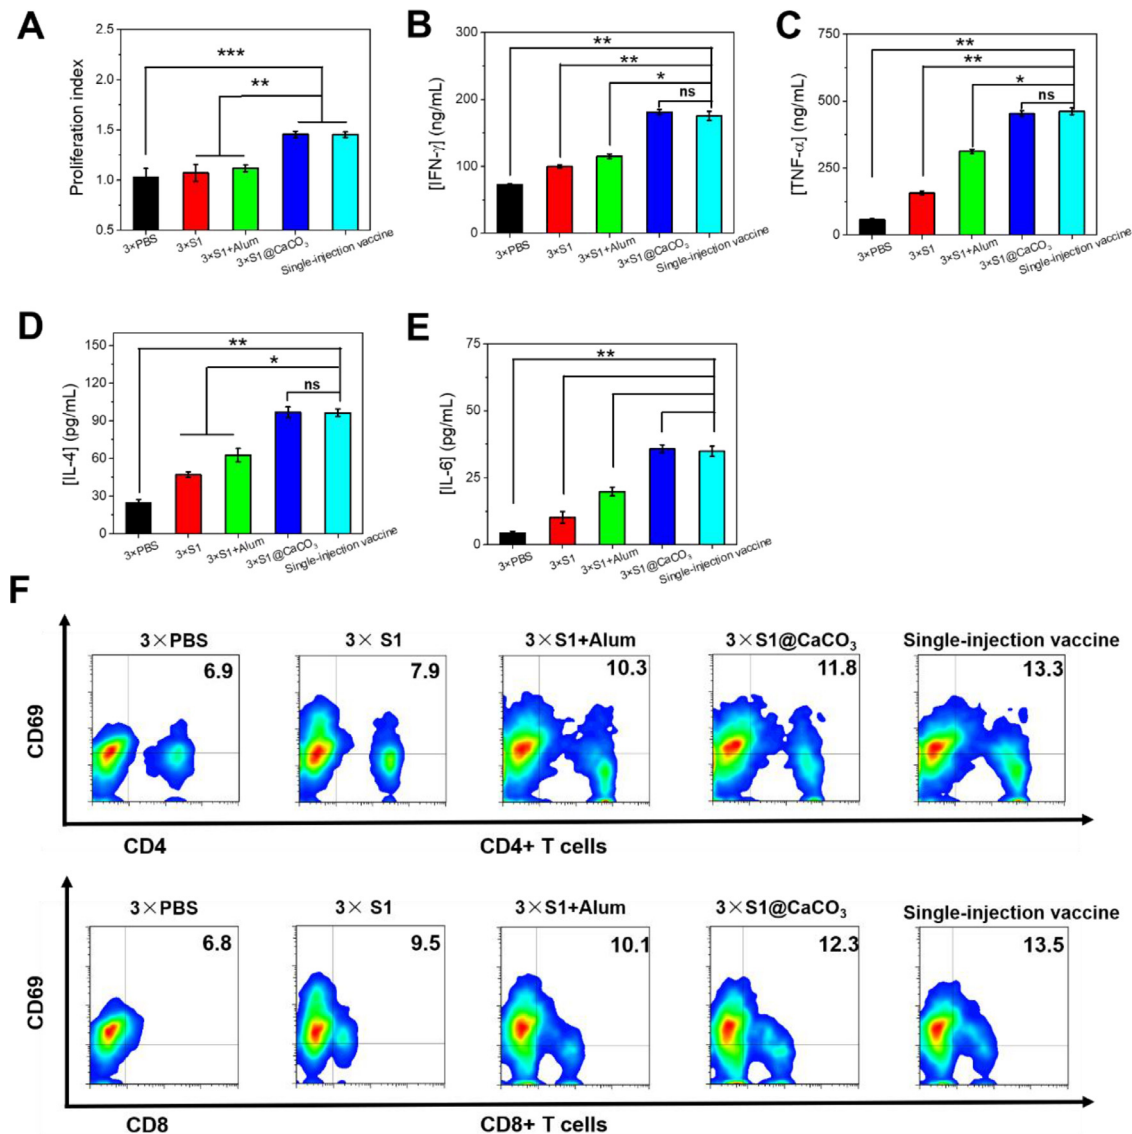 A
Proliferation index
2.5
2.0
1.5
1.0
0.5
***
**
3×PBS
3×S1
3×S1+Alum
3×S1@CaCO₃
Single-injection vaccine
B
[IFN-γ] (ng/mL)
300
200
100
0
**
**
*
ns
3×PBS
3×S1
3×S1+Alum
3×S1@CaCO₃
Single-injection vaccine
C
[TNF-α] (ng/mL)
750
500
250
0
**
**
*
ns
3×PBS
3×S1
3×S1+Alum
3×S1@CaCO₃
Single-injection vaccine
D
[IL-4] (pg/mL)
150
120
90
60
30
0
**
*
ns
3×PBS
3×S1
3×S1+Alum
3×S1@CaCO₃
Single-injection vaccine
E
[IL-6] (pg/mL)
75
50
25
0
**
3×PBS
3×S1
3×S1+Alum
3×S1@CaCO₃
Single-injection vaccine
F
3×PBS
3× S1
3×S1+Alum
3×S1@CaCO₃
Single-injection vaccine
6.9
7.9
10.3
11.8
13.3
CD69
CD4
CD4+ T cells
3×PBS
3× S1
3×S1+Alum
3×S1@CaCO₃
Single-injection vaccine
6.8
9.5
10.1
12.3
13.5
CD69
CD8
CD8+ T cells